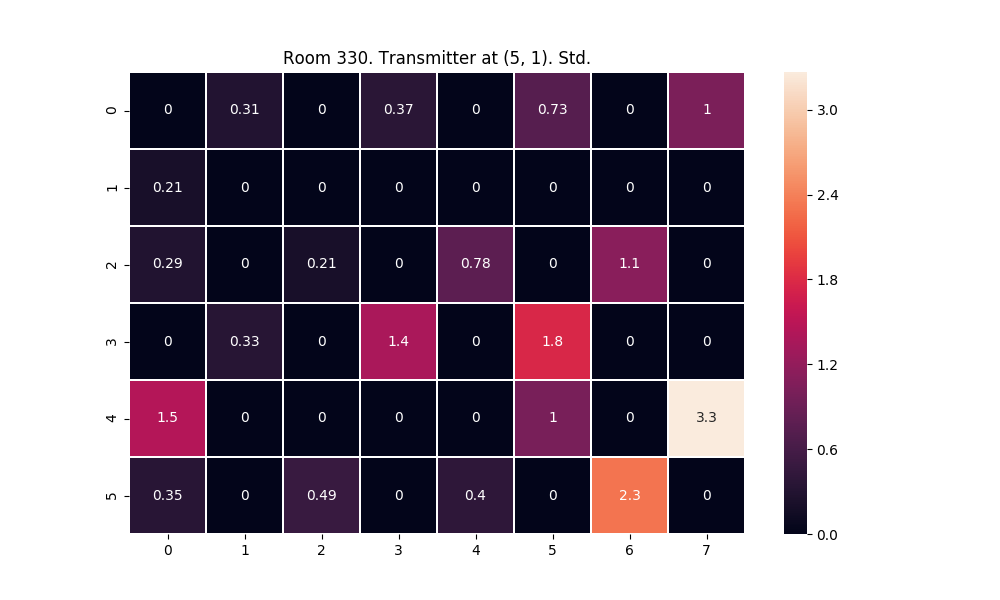 Room 330. Transmitter at (5, 1). Std.
0 0 0.31 0 0.37 0 0.73 0 1 3.0
1 0.21 0 0 0 0 0 0 0 2.4
2 0.29 0 0.21 0 0.78 0 1.1 0 1.8
3 0 0.33 0 1.4 0 1.8 0 0 1.2
4 1.5 0 0 0 0 1 0 3.3 0.6
5 0.35 0 0.49 0 0.4 0 2.3 0 0.0
0 1 2 3 4 5 6 7